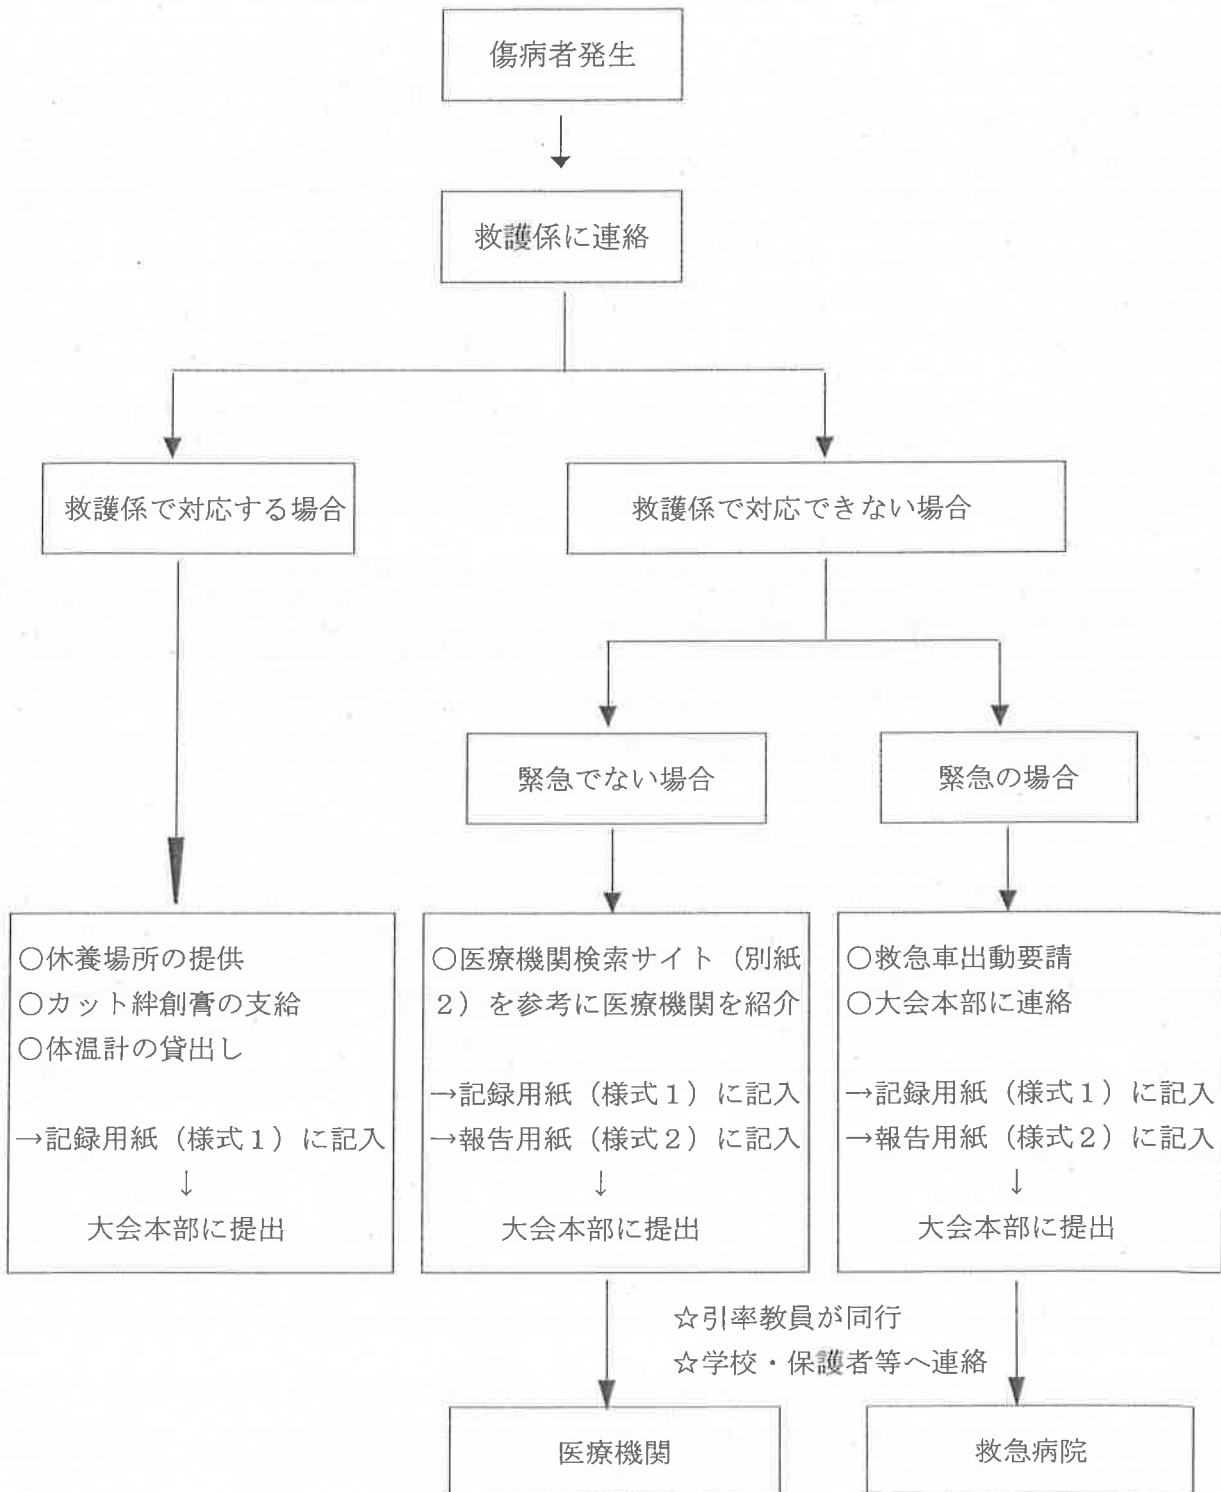 傷病者発生
救護係に連絡
救護係で対応する場合
救護係で対応できない場合
緊急でない場合
緊急の場合
○休養場所の提供
○カット絆創膏の支給
○体温計の貸出し
→記録用紙（様式１）に記入
↓
大会本部に提出
○医療機関検索サイト（別紙
２）を参考に医療機関を紹介
→記録用紙（様式１）に記入
→報告用紙（様式２）に記入
↓
大会本部に提出
○救急車出動要請
○大会本部に連絡
→記録用紙（様式１）に記入
→報告用紙（様式２）に記入
↓
大会本部に提出
☆引率教員が同行
☆学校・保護者等へ連絡
医療機関
救急病院